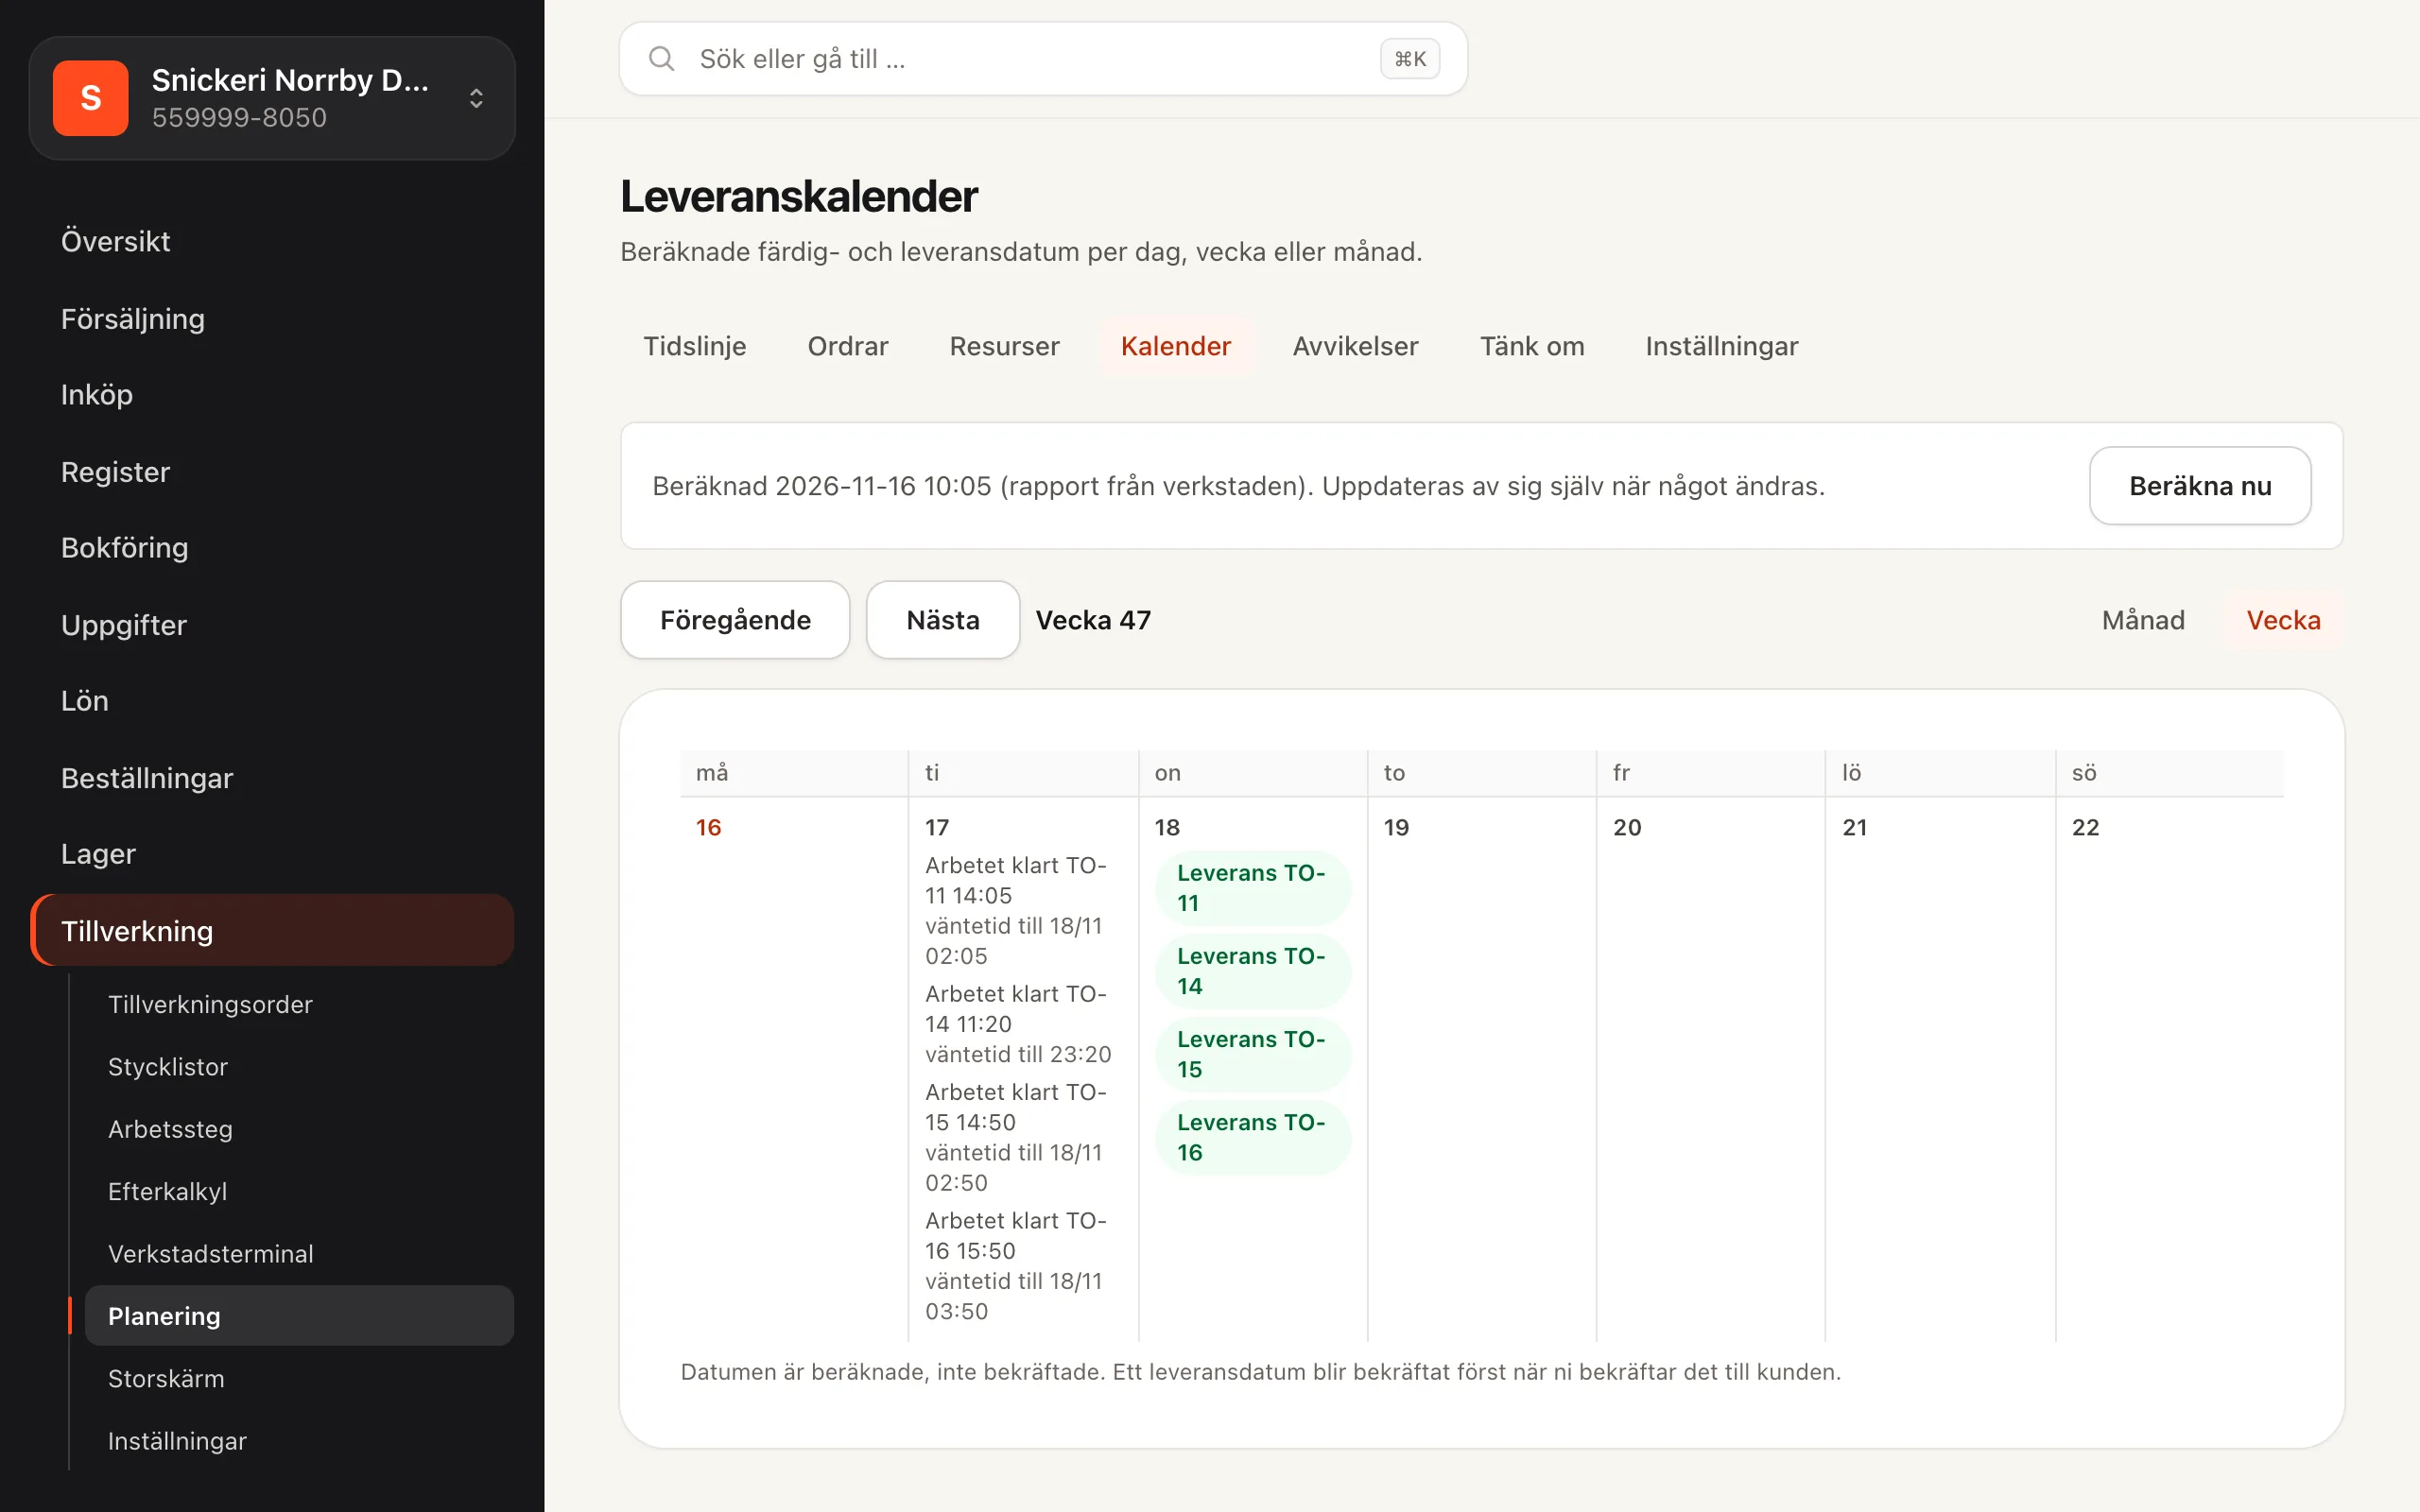 S
Snickeri Norrby D...
559999-8050
Översikt
Försäljning
Inköp
Register
Bokföring
Uppgifter
Lön
Beställningar
Lager
Tillverkning
Tillverkningsorder
Stycklistor
Arbetssteg
Efterkalkyl
Verkstadsterminal
Planering
Storskärm
Inställningar
Sök eller gå till ...
⌘K
Leveranskalender
Beräknade färdig- och leveransdatum per dag, vecka eller månad.
Tidslinje Ordrar Resurser Kalender Avvikelser Tänk om Inställningar
Beräknad 2026-11-16 10:05 (rapport från verkstaden). Uppdateras av sig själv när något ändras.
Beräkna nu
Föregående Nästa Vecka 47
Månad Vecka
må ti on to fr lö sö
16
17
Arbetet klart TO-
11 14:05
väntetid till 18/11
02:05
Arbetet klart TO-
14 11:20
väntetid till 23:20
Arbetet klart TO-
15 14:50
väntetid till 18/11
02:50
Arbetet klart TO-
16 15:50
väntetid till 18/11
03:50
18
Leverans TO-
11
Leverans TO-
14
Leverans TO-
15
Leverans TO-
16
19
20
21
22
Datumen är beräknade, inte bekräftade. Ett leveransdatum blir bekräftat först när ni bekräftar det till kunden.